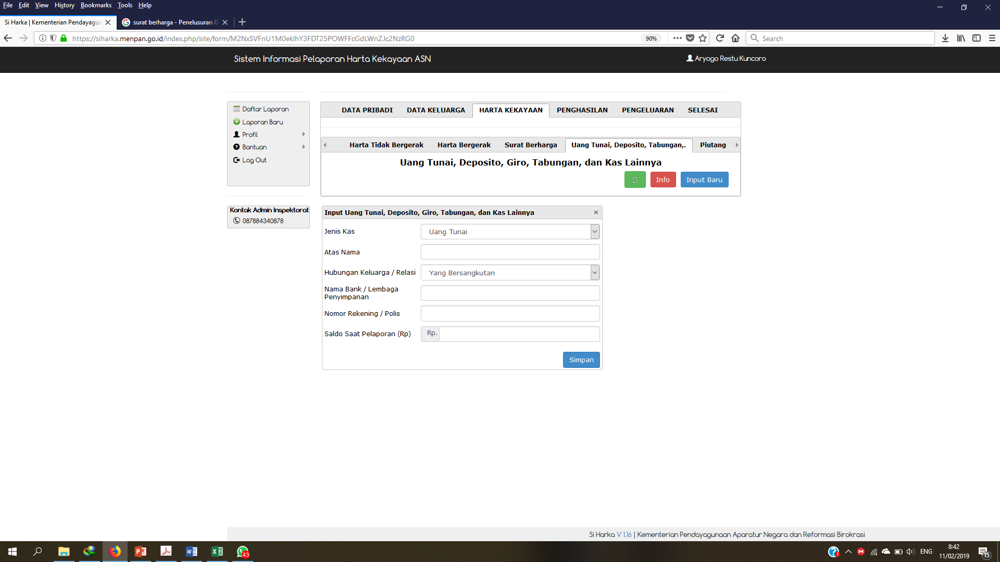 File Edit View History Bookmarks Tools Help
Si Harka | Kementerian Pendayagun
surat berharga - Penelusuran G
https://siharka.menpan.go.id/index.php/site/form/M2NxSVFnU1M0eklhY3FDT25POWFFcGdLWnZJc2NzRG0
90%
Search
Sistem Informasi Pelaporan Harta Kekayaan ASN
Aryogo Restu Kuncoro
Daftar Laporan
Laporan Baru
Profil
Bantuan
Log Out
Kontak Admin Inspektorat
087884340878
DATA PRIBADI DATA KELUARGA HARTA KEKAYAAN PENGHASILAN PENGELUARAN SELESAI
Harta Tidak Bergerak Harta Bergerak Surat Berharga Uang Tunai, Deposito, Tabungan,. Piutang
Uang Tunai, Deposito, Giro, Tabungan, dan Kas Lainnya
Info Input Baru
Input Uang Tunai, Deposito, Giro, Tabungan, dan Kas Lainnya
Jenis Kas Uang Tunai
Atas Nama
Hubungan Keluarga / Relasi Yang Bersangkutan
Nama Bank / Lembaga
Penyimpanan
Nomor Rekening / Polis
Saldo Saat Pelaporan (Rp) Rp.
Simpan
Si Harka V 1.16 | Kementerian Pendayagunaan Aparatur Negara dan Reformasi Birokrasi
43
ENG
8:42
11/02/2019
15